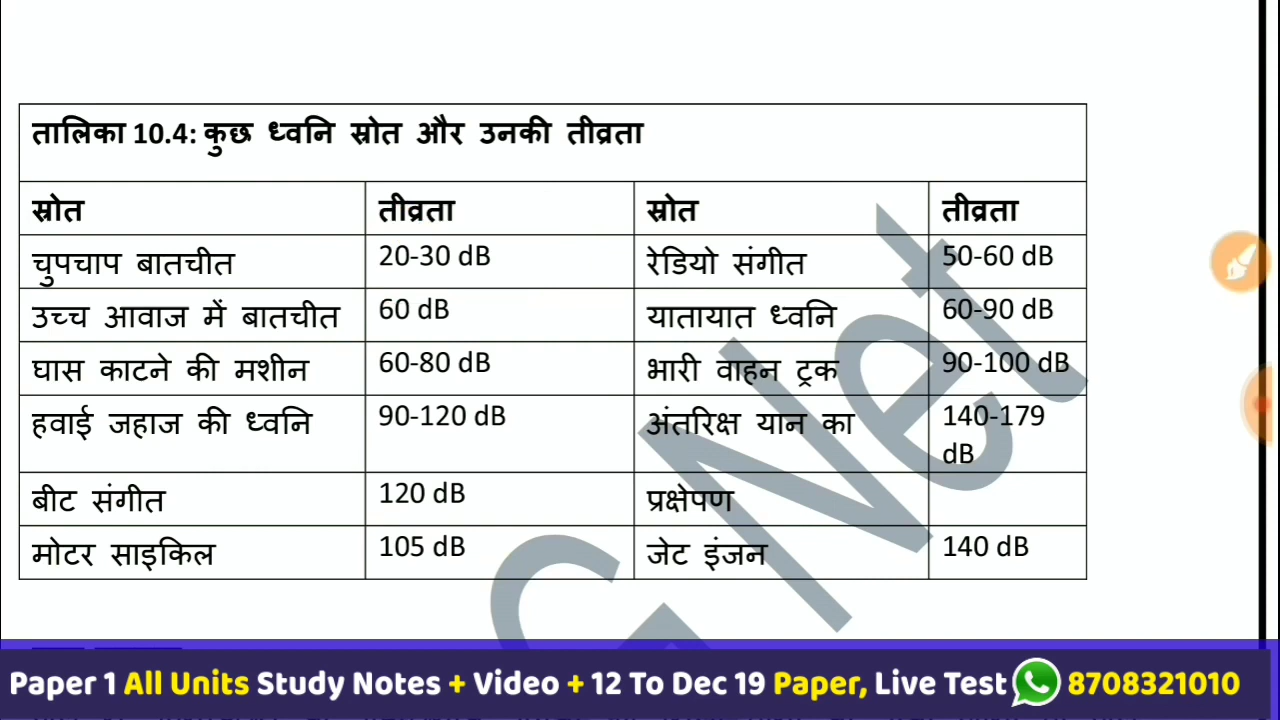 तालिका 10.4: कुछ ध्वनि स्रोत और उनकी तीव्रता
स्रोत तीव्रता स्रोत तीव्रता
चुपचाप बातचीत 20-30 dB रेडियो संगीत 50-60 dB
उच्च आवाज में बातचीत 60 dB यातायात ध्वनि 60-90 dB
घास काटने की मशीन 60-80 dB भारी वाहन ट्रक 90-100 dB
हवाई जहाज की ध्वनि 90-120 dB अंतरिक्ष यान का 140-179
dB
बीट संगीत 120 dB प्रक्षेपण
मोटर साइकिल 105 dB जेट इंजन 140 dB
G Net
Paper 1 All Units Study Notes + Video + 12 To Dec 19 Paper, Live Test 8708321010